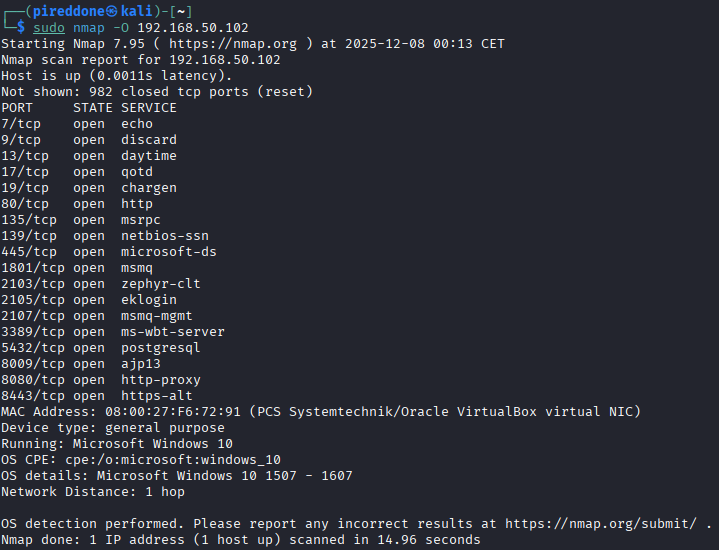 ┌──(pireddone㉿kali)-[~]
└─$ sudo nmap -O 192.168.50.102
Starting Nmap 7.95 ( https://nmap.org ) at 2025-12-08 00:13 CET
Nmap scan report for 192.168.50.102
Host is up (0.0011s latency).
Not shown: 982 closed tcp ports (reset)
PORT     STATE SERVICE
7/tcp    open  echo
9/tcp    open  discard
13/tcp   open  daytime
17/tcp   open  qotd
19/tcp   open  chargen
80/tcp   open  http
135/tcp  open  msrpc
139/tcp  open  netbios-ssn
445/tcp  open  microsoft-ds
1801/tcp open  msmq
2103/tcp open  zephyr-clt
2105/tcp open  eklogin
2107/tcp open  msmq-mgmt
3389/tcp open  ms-wbt-server
5432/tcp open  postgresql
8009/tcp open  ajp13
8080/tcp open  http-proxy
8443/tcp open  https-alt
MAC Address: 08:00:27:F6:72:91 (PCS Systemtechnik/Oracle VirtualBox virtual NIC)
Device type: general purpose
Running: Microsoft Windows 10
OS CPE: cpe:/o:microsoft:windows_10
OS details: Microsoft Windows 10 1507 - 1607
Network Distance: 1 hop

OS detection performed. Please report any incorrect results at https://nmap.org/submit/ .
Nmap done: 1 IP address (1 host up) scanned in 14.96 seconds